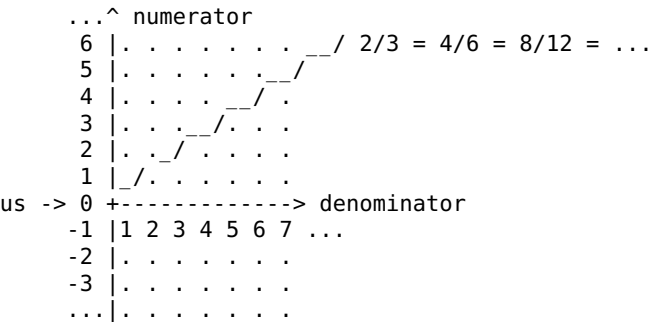 ...^ numerator
6 |. . . . . . . __/ 2/3 = 4/6 = 8/12 = ...
5 |. . . . . .__/
4 |. . . . __/ .
3 |. . .__/. . .
2 |. ._/ . . . .
1 |_/. . . . . .
us -> 0 +-------------> denominator
-1 |1 2 3 4 5 6 7 ...
-2 |. . . . . . .
-3 |. . . . . . .
...|. . . . . . .